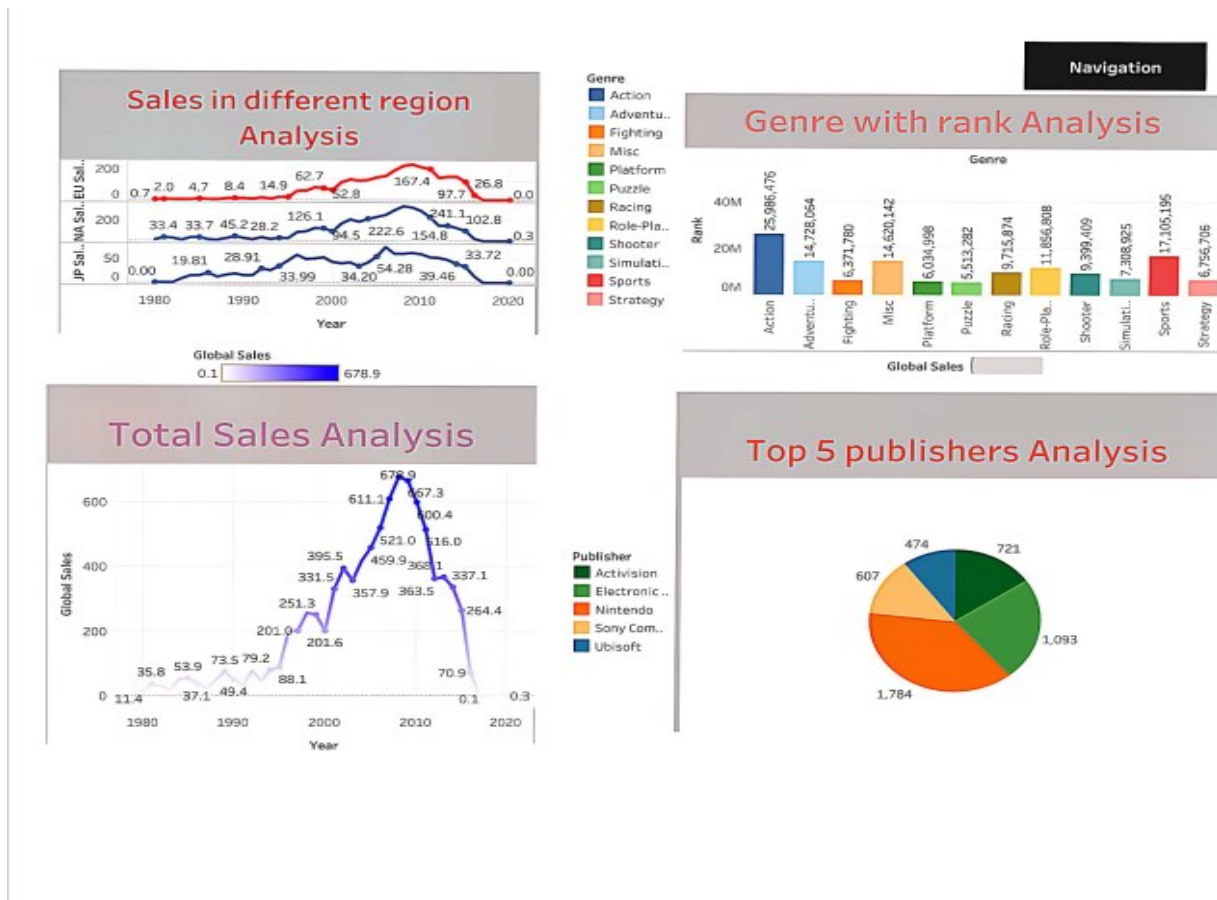 Navigation
Sales in different region
Analysis
EU Sal..
200
0
0.7
2.0
4.7
8.4
14.9
62.7
52.8
167.4
97.7
26.8
0.0
NA Sal..
200
0
33.4
33.7
45.2
28.2
126.1
94.5
222.6
154.8
241.1
102.8
0.3
JP Sal..
50
0
0.00
19.81
28.91
33.99
34.20
54.28
39.46
33.72
0.00
1980
1990
2000
2010
2020
Year
Genre
Action
Adventu..
Fighting
Misc
Platform
Puzzle
Racing
Role-Pla..
Shooter
Simulati..
Sports
Strategy
Genre with rank Analysis
Genre
Rank
40M
20M
0M
25,986,476
14,728,064
6,371,780
14,620,142
6,034,998
5,513,282
9,715,874
11,856,808
9,399,409
7,308,925
17,105,195
6,756,706
Action
Adventu..
Fighting
Misc
Platform
Puzzle
Racing
Role-Pla..
Shooter
Simulati..
Sports
Strategy
Global Sales
Global Sales
0.1
678.9
Total Sales Analysis
Global Sales
600
400
200
0
11.4
35.8
53.9
37.1
73.5
49.4
79.2
88.1
201.0
251.3
201.6
331.5
395.5
357.9
459.9
521.0
611.1
678.9
667.3
600.4
516.0
363.5
368.1
337.1
264.4
70.9
0.1
0.3
1980
1990
2000
2010
2020
Year
Publisher
Activision
Electronic ..
Nintendo
Sony Com..
Ubisoft
Top 5 publishers Analysis
474
721
607
1,093
1,784